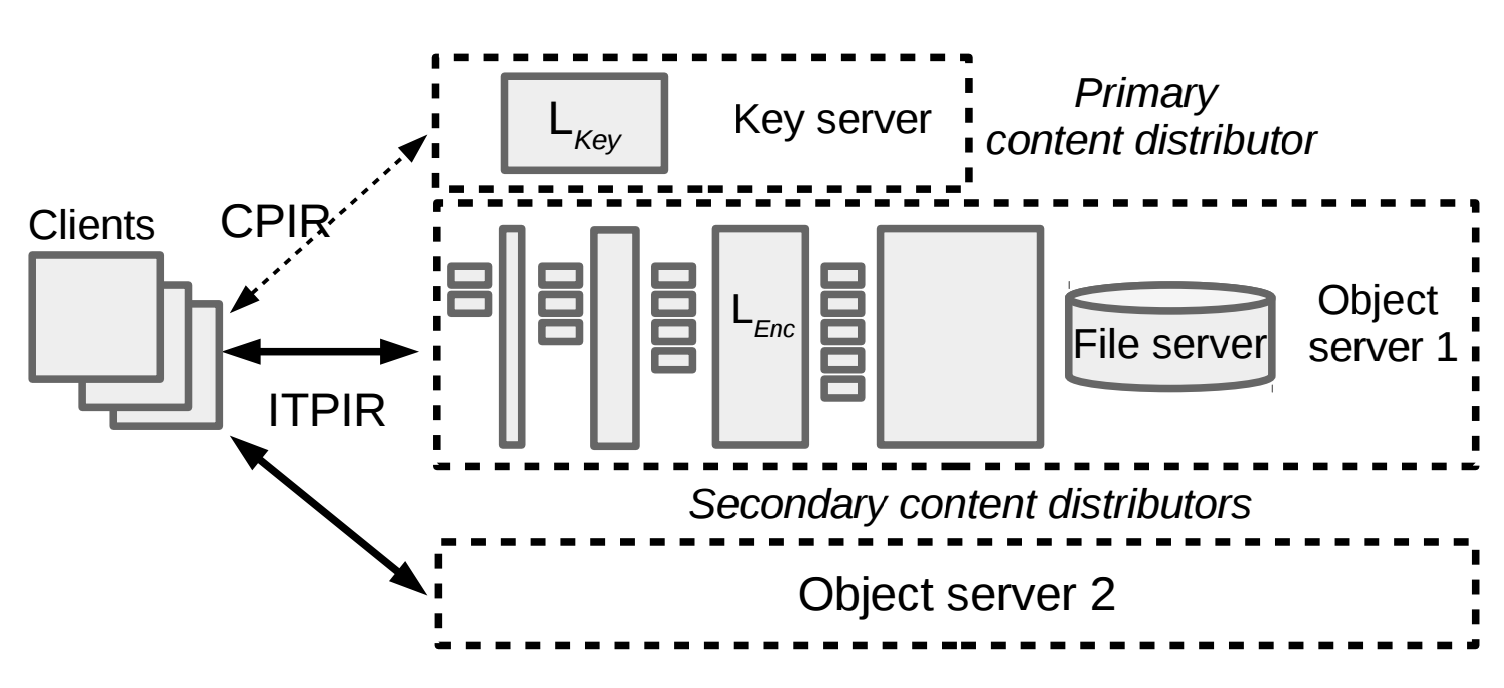 L_Key
Key server
Primary
content distributor
CPIR
Clients
L_Enc
File server
Object
server 1
ITPIR
Secondary content distributors
Object server 2